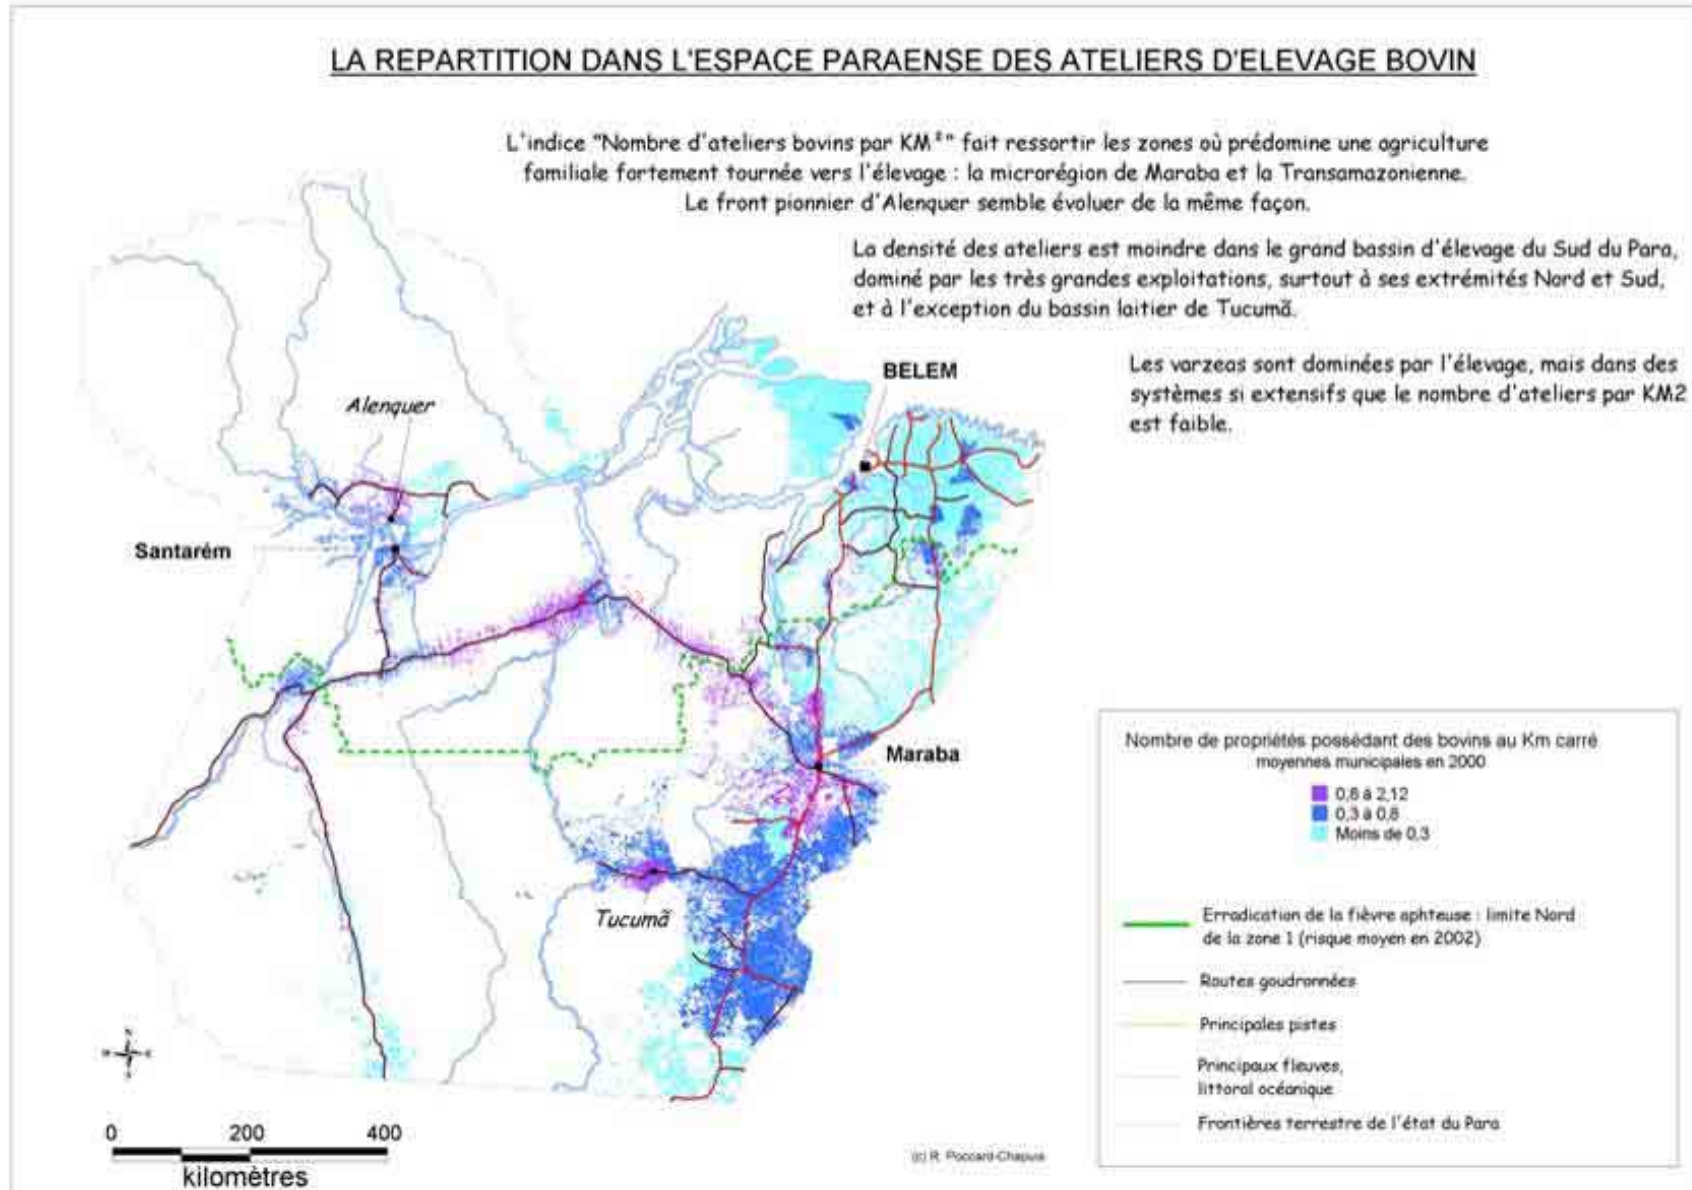 LA REPARTITION DANS L'ESPACE PARAENSE DES ATELIERS D'ELEVAGE BOVIN
L'indice "Nombre d'ateliers bovins par KM²" fait ressortir les zones où prédomine une agriculture
familiale fortement tournée vers l'élevage : la microrégion de Maraba et la Transamazonienne.
Le front pionnier d'Alenquer semble évoluer de la même façon.
La densité des ateliers est moindre dans le grand bassin d'élevage du Sud du Para,
dominé par les très grandes exploitations, surtout à ses extrémités Nord et Sud,
et à l'exception du bassin laitier de Tucumã.
Les varzeas sont dominées par l'élevage, mais dans des
systèmes si extensifs que le nombre d'ateliers par KM2
est faible.
BELEM
Alenquer
Santarém
Maraba
Tucumã
Nombre de propriétés possédant des bovins au Km carré
moyennes municipales en 2000
0,8 à 2,12
0,3 à 0,8
Moins de 0,3
Erradication de la fièvre aphteuse : limite Nord
de la zone 1 (risque moyen en 2002)
Routes goudronnées
Principales pistes
Principaux fleuves,
littoral océanique
Frontières terrestre de l'état du Para
0 200 400
kilomètres
(c) R. Poccard-Chapuis